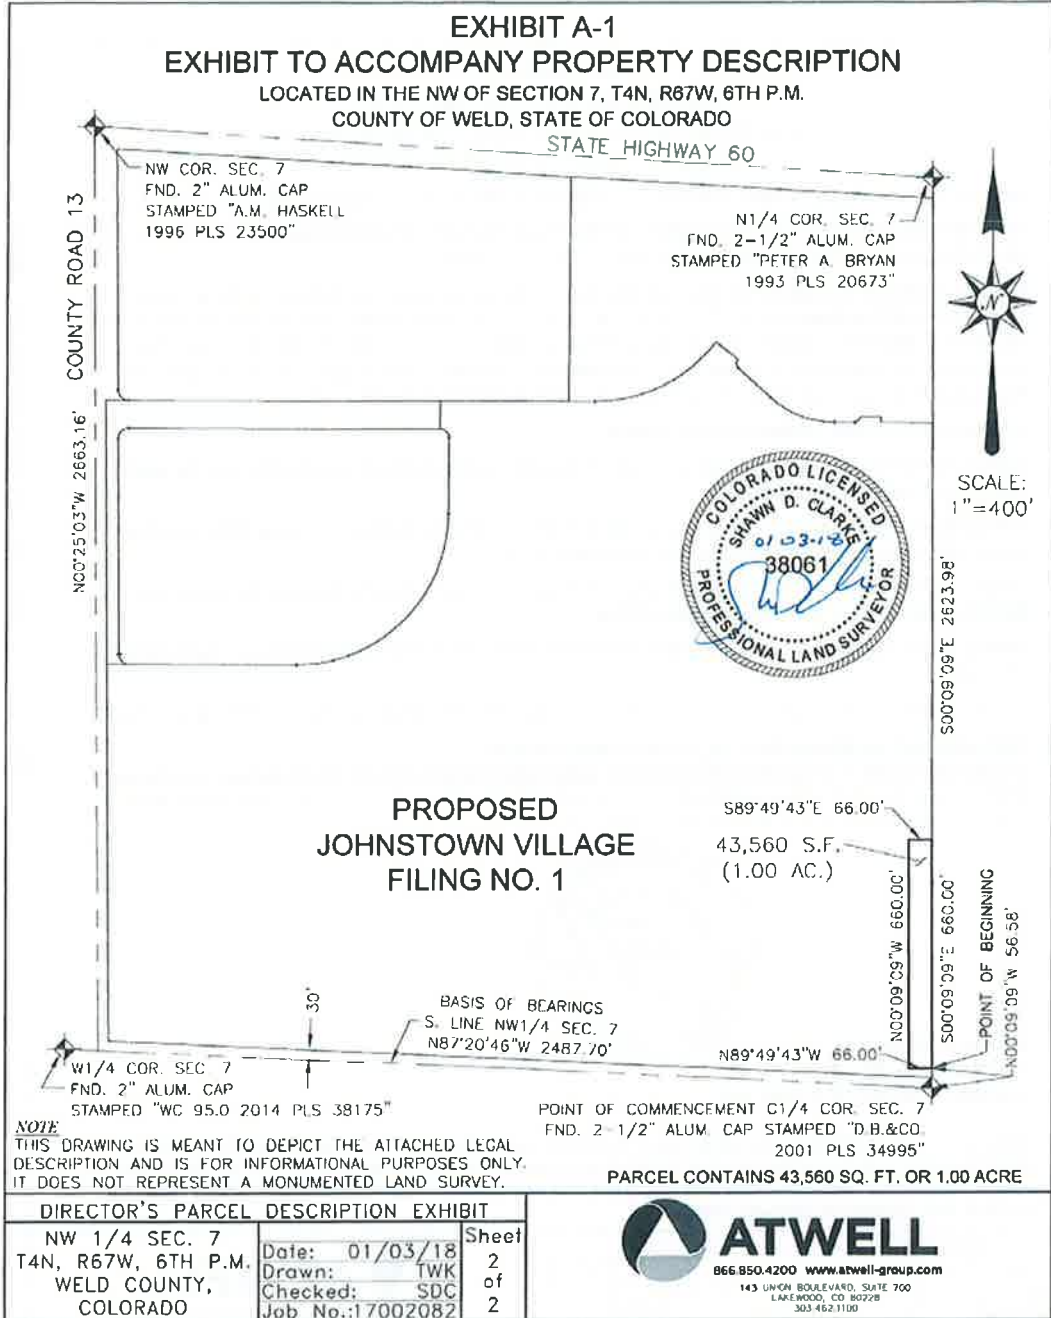 EXHIBIT A-1
EXHIBIT TO ACCOMPANY PROPERTY DESCRIPTION
LOCATED IN THE NW OF SECTION 7, T4N, R67W, 6TH P.M.
COUNTY OF WELD, STATE OF COLORADO
STATE HIGHWAY 60
NW COR. SEC. 7
FND. 2" ALUM. CAP
STAMPED "A.M. HASKELL
1996 PLS 23500"
N1/4 COR. SEC. 7
FND. 2-1/2" ALUM. CAP
STAMPED "PETER A. BRYAN
1993 PLS 20673"
COUNTY ROAD 13
N00°25'03"W 2663.16'
N
SCALE:
1"=400'
COLORADO LICENSED
SHAWN D. CLARKE
01-03-18
38061
PROFESSIONAL LAND SURVEYOR
S00°09'09"E 2623.98'
PROPOSED
JOHNSTOWN VILLAGE
FILING NO. 1
S89°49'43"E 66.00'
43,560 S.F.
(1.00 AC.)
N00°09'09"W 660.00'
S00°09'09"E 660.00'
POINT OF BEGINNING
N00°09'09"W 56.58'
30'
BASIS OF BEARINGS
S. LINE NW1/4 SEC. 7
N87°20'46"W 2487.70'
N89°49'43"W 66.00'
W1/4 COR. SEC 7
FND. 2" ALUM. CAP
STAMPED "WC 95.0 2014 PLS 38175"
POINT OF COMMENCEMENT C1/4 COR. SEC. 7
FND. 2-1/2" ALUM. CAP STAMPED "D.B.&CO.
2001 PLS 34995"
NOTE
THIS DRAWING IS MEANT TO DEPICT THE ATTACHED LEGAL
DESCRIPTION AND IS FOR INFORMATIONAL PURPOSES ONLY.
IT DOES NOT REPRESENT A MONUMENTED LAND SURVEY.
PARCEL CONTAINS 43,560 SQ. FT. OR 1.00 ACRE
DIRECTOR'S PARCEL DESCRIPTION EXHIBIT
NW 1/4 SEC. 7
T4N, R67W, 6TH P.M.
WELD COUNTY,
COLORADO
Date: 01/03/18
Drawn: TWK
Checked: SDC
Job No.:17002082
Sheet
2
of
2
ATWELL
866.850.4200 www.atwell-group.com
143 UNION BOULEVARD, SUITE 700
LAKEWOOD, CO 80228
303.462.1100